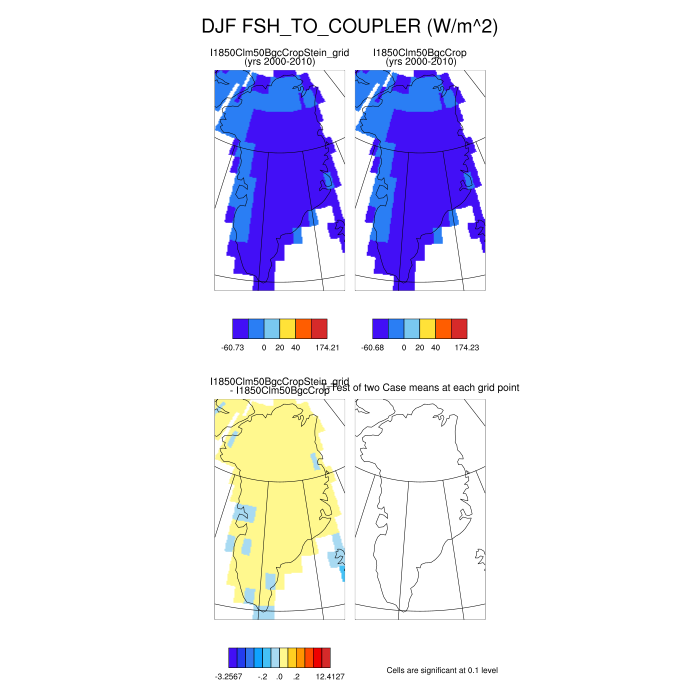 DJF FSH_TO_COUPLER (W/m^2)
I1850Clm50BgcCropStein_grid
(yrs 2000-2010)
I1850Clm50BgcCrop
(yrs 2000-2010)
-60.73 0 20 40 174.21
-60.68 0 20 40 174.23
I1850Clm50BgcCropStein_grid
- I1850Clm50BgcCrop
T-Test of two Case means at each grid point
-3.2567 -.2 .0 .2 12.4127
Cells are significant at 0.1 level